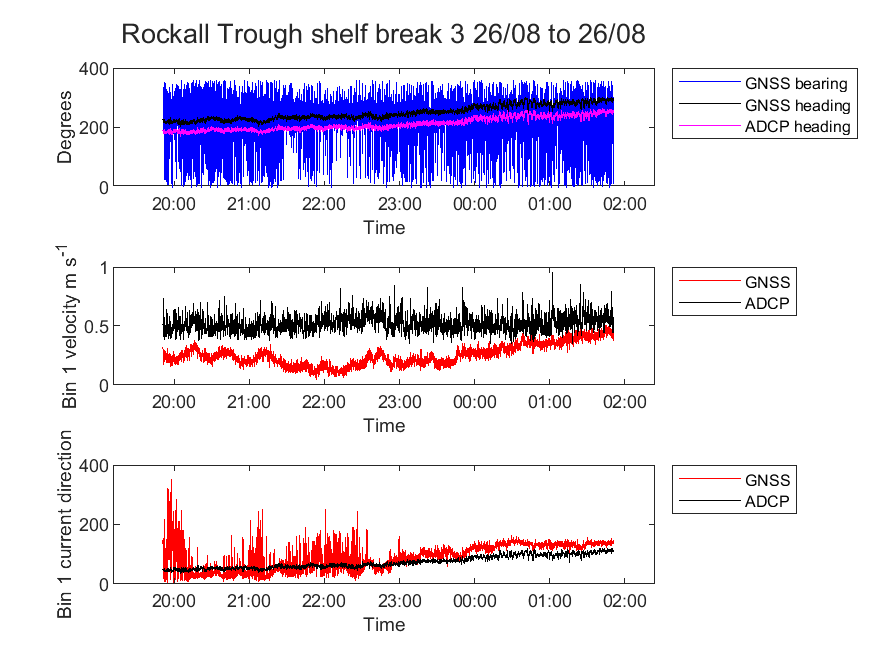 Rockall Trough shelf break 3 26/08 to 26/08
400
200
0
Degrees
20:00 21:00 22:00 23:00 00:00 01:00 02:00
Time
GNSS bearing
GNSS heading
ADCP heading
1
0.5
0
Bin 1 velocity m s-1
20:00 21:00 22:00 23:00 00:00 01:00 02:00
Time
GNSS
ADCP
400
200
0
Bin 1 current direction
20:00 21:00 22:00 23:00 00:00 01:00 02:00
Time
GNSS
ADCP